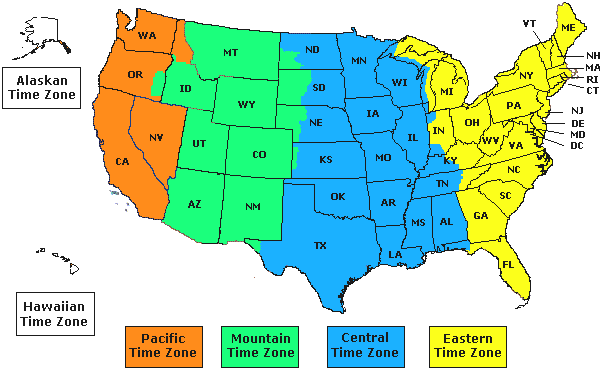 WA
ME
VT
MT
ND
MN
NH
OR
MA
ID
SD
WI
NY
RI
WY
MI
CT
IA
PA
NE
NJ
NV
UT
OH
DE
IN
IL
MD
CO
WV
VA
DC
CA
KS
MO
KY
NC
TN
AZ
NM
OK
AR
SC
MS
AL
GA
TX
LA
FL
Alaskan
Time Zone
Hawaiian
Time Zone
Pacific
Time Zone
Mountain
Time Zone
Central
Time Zone
Eastern
Time Zone